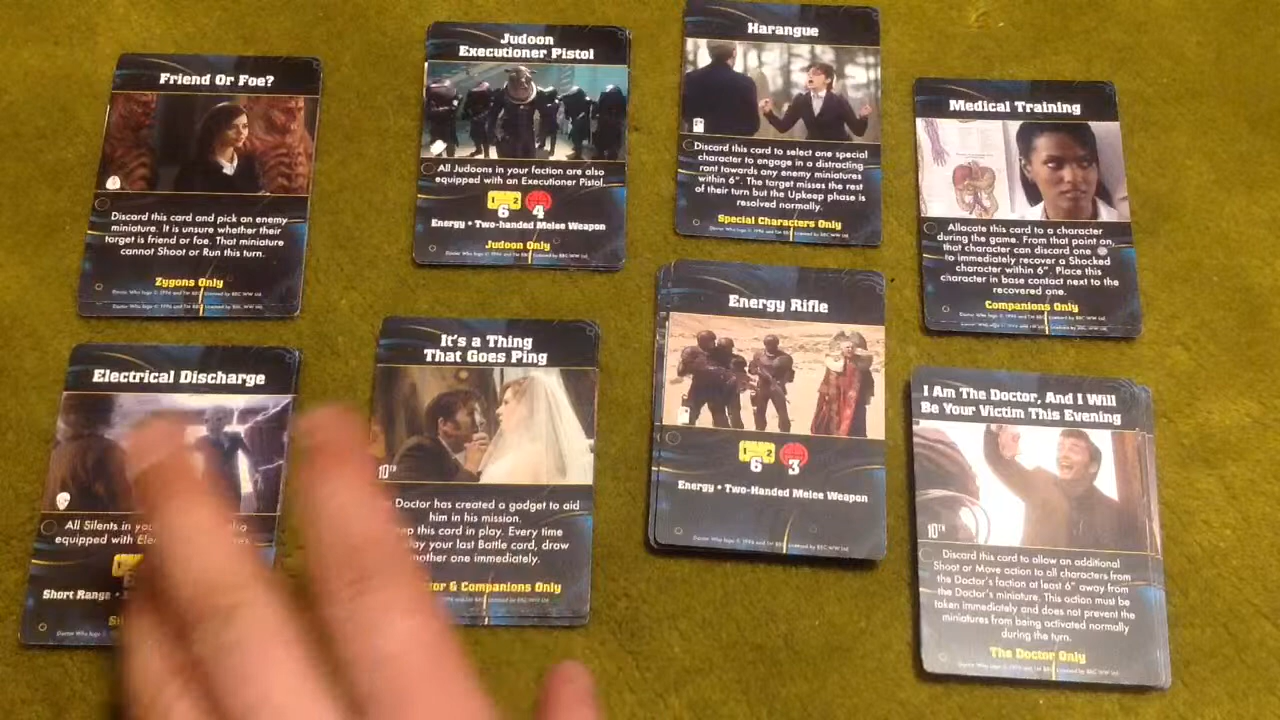 Friend Or Foe?
Discard this card and pick an enemy
miniature. It is unsure whether their
target is friend or foe. That miniature
cannot Shoot or Run this turn.
Zygons Only
Judoon
Executioner Pistol
All Judoons in your faction are also
equipped with an Executioner Pistol.
1 2
6 4
Energy • Two-handed Melee Weapon
Judoon Only
Harangue
Discard this card to select one special
character to engage in a distracting
rant towards any enemy miniatures
within 6". The target misses the rest
of their turn but the Upkeep phase is
resolved normally.
Special Characters Only
Medical Training
Allocate this card to a character
during the game. From that point on,
that character can discard one
to immediately recover a Shocked
character within 6". Place this
character in base contact next to the
recovered one.
Companions Only
Electrical Discharge
All Silents in
equipped with
Short Range •
It's a Thing
That Goes Ping
10TH
Doctor has created a gadget to aid
him in his mission.
this card in play. Every time
your last Battle card, draw
another one immediately.
& Companions Only
Energy Rifle
1 2
6 3
Energy • Two-Handed Melee Weapon
I Am The Doctor, And I Will
Be Your Victim This Evening
10TH
Discard this card to allow an additional
Shoot or Move action to all characters from
the Doctor's faction at least 6" away from
the Doctor's miniature. This action must be
taken immediately and does not prevent the
miniatures from being activated normally
during the turn.
The Doctor Only